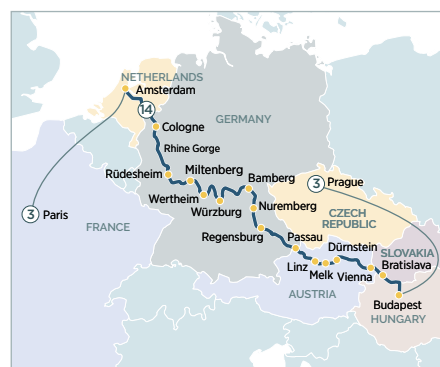 NETHERLANDS
Amsterdam
14
GERMANY
Cologne
Rhine Gorge
Rüdesheim
Miltenberg
Bamberg
3 Prague
Wertheim
Würzburg
Nuremberg
3 Paris
CZECH
REPUBLIC
FRANCE
Regensburg
Passau
Dürnstein
SLOVAKIA
Linz
Melk
Vienna
Bratislava
AUSTRIA
Budapest
HUNGARY